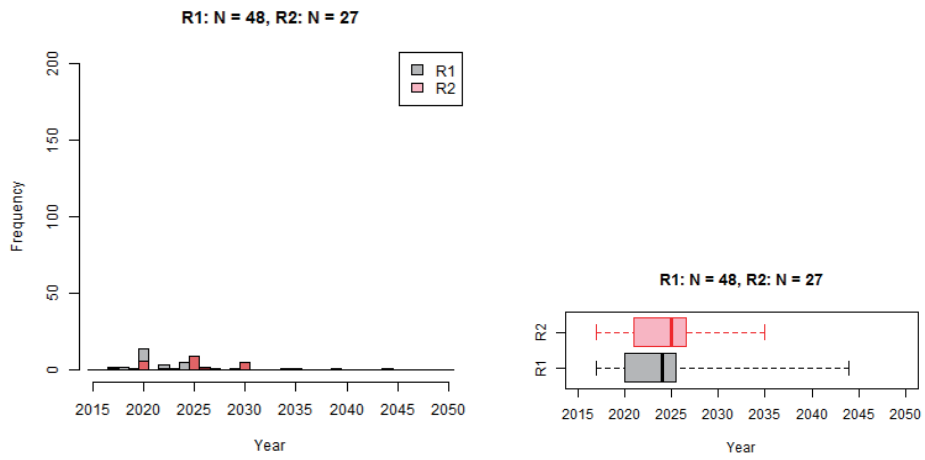 R1: N = 48, R2: N = 27
R1
R2
200
150
100
50
0
Frequency
2015 2020 2025 2030 2035 2040 2045 2050
Year
R1: N = 48, R2: N = 27
R2
R1
2015 2020 2025 2030 2035 2040 2045 2050
Year